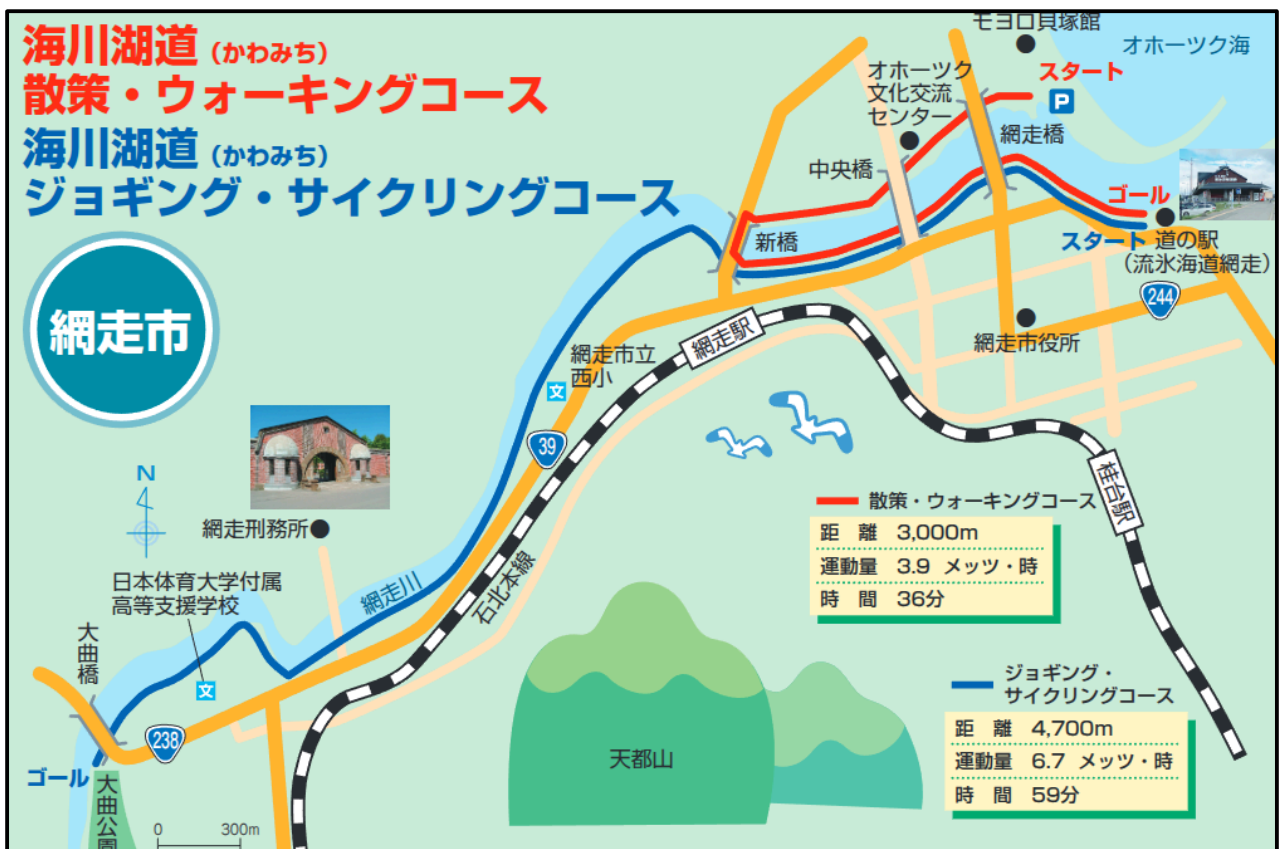 海川湖道(かわみち)
散策・ウォーキングコース
海川湖道(かわみち)
ジョギング・サイクリングコース
網走市
モヨロ貝塚館
オホーツク海
スタート
P
オホーツク
文化交流
センター
網走橋
中央橋
新橋
ゴール
スタート
道の駅
(流氷海道網走)
244
網走市役所
網走駅
網走市立
西小
文
39
桂台駅
N
網走刑務所
日本体育大学付属
高等支援学校
網走川
石北本線
大曲橋
文
238
ゴール
大曲公園
0 300m
天都山
散策・ウォーキングコース
距離 3,000m
運動量 3.9 メッツ・時
時間 36分
ジョギング・
サイクリングコース
距離 4,700m
運動量 6.7 メッツ・時
時間 59分